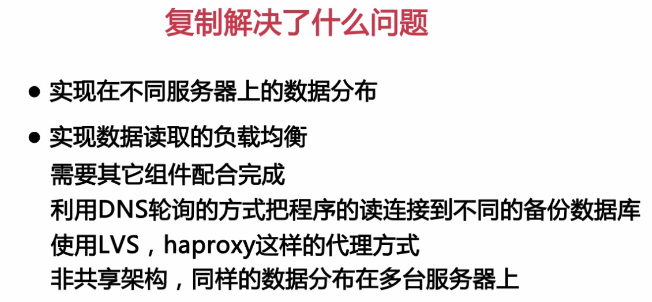 复制解决了什么问题
● 实现在不同服务器上的数据分布
● 实现数据读取的负载均衡
需要其它组件配合完成
利用DNS轮询的方式把程序的读连接到不同的备份数据库
使用LVS，haproxy这样的代理方式
非共享架构，同样的数据分布在多台服务器上